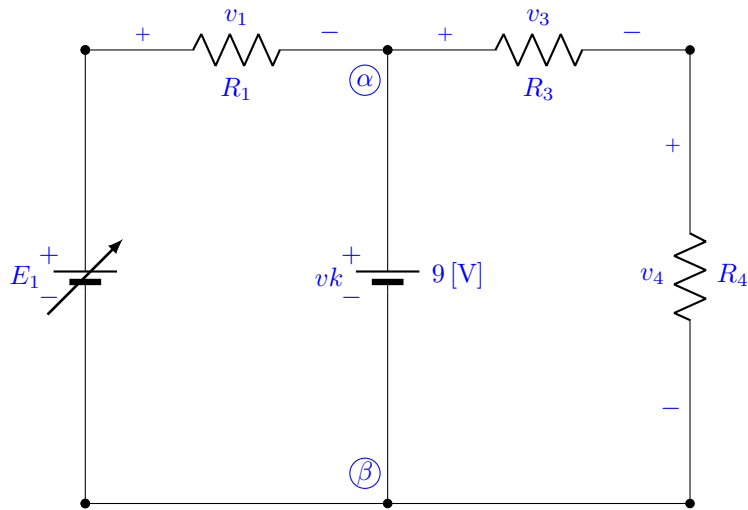 + v₁ − + v₃ −
R₁ α R₃
+
E₁ + −
vk + − 9 [V]
v₄ R₄
−
β